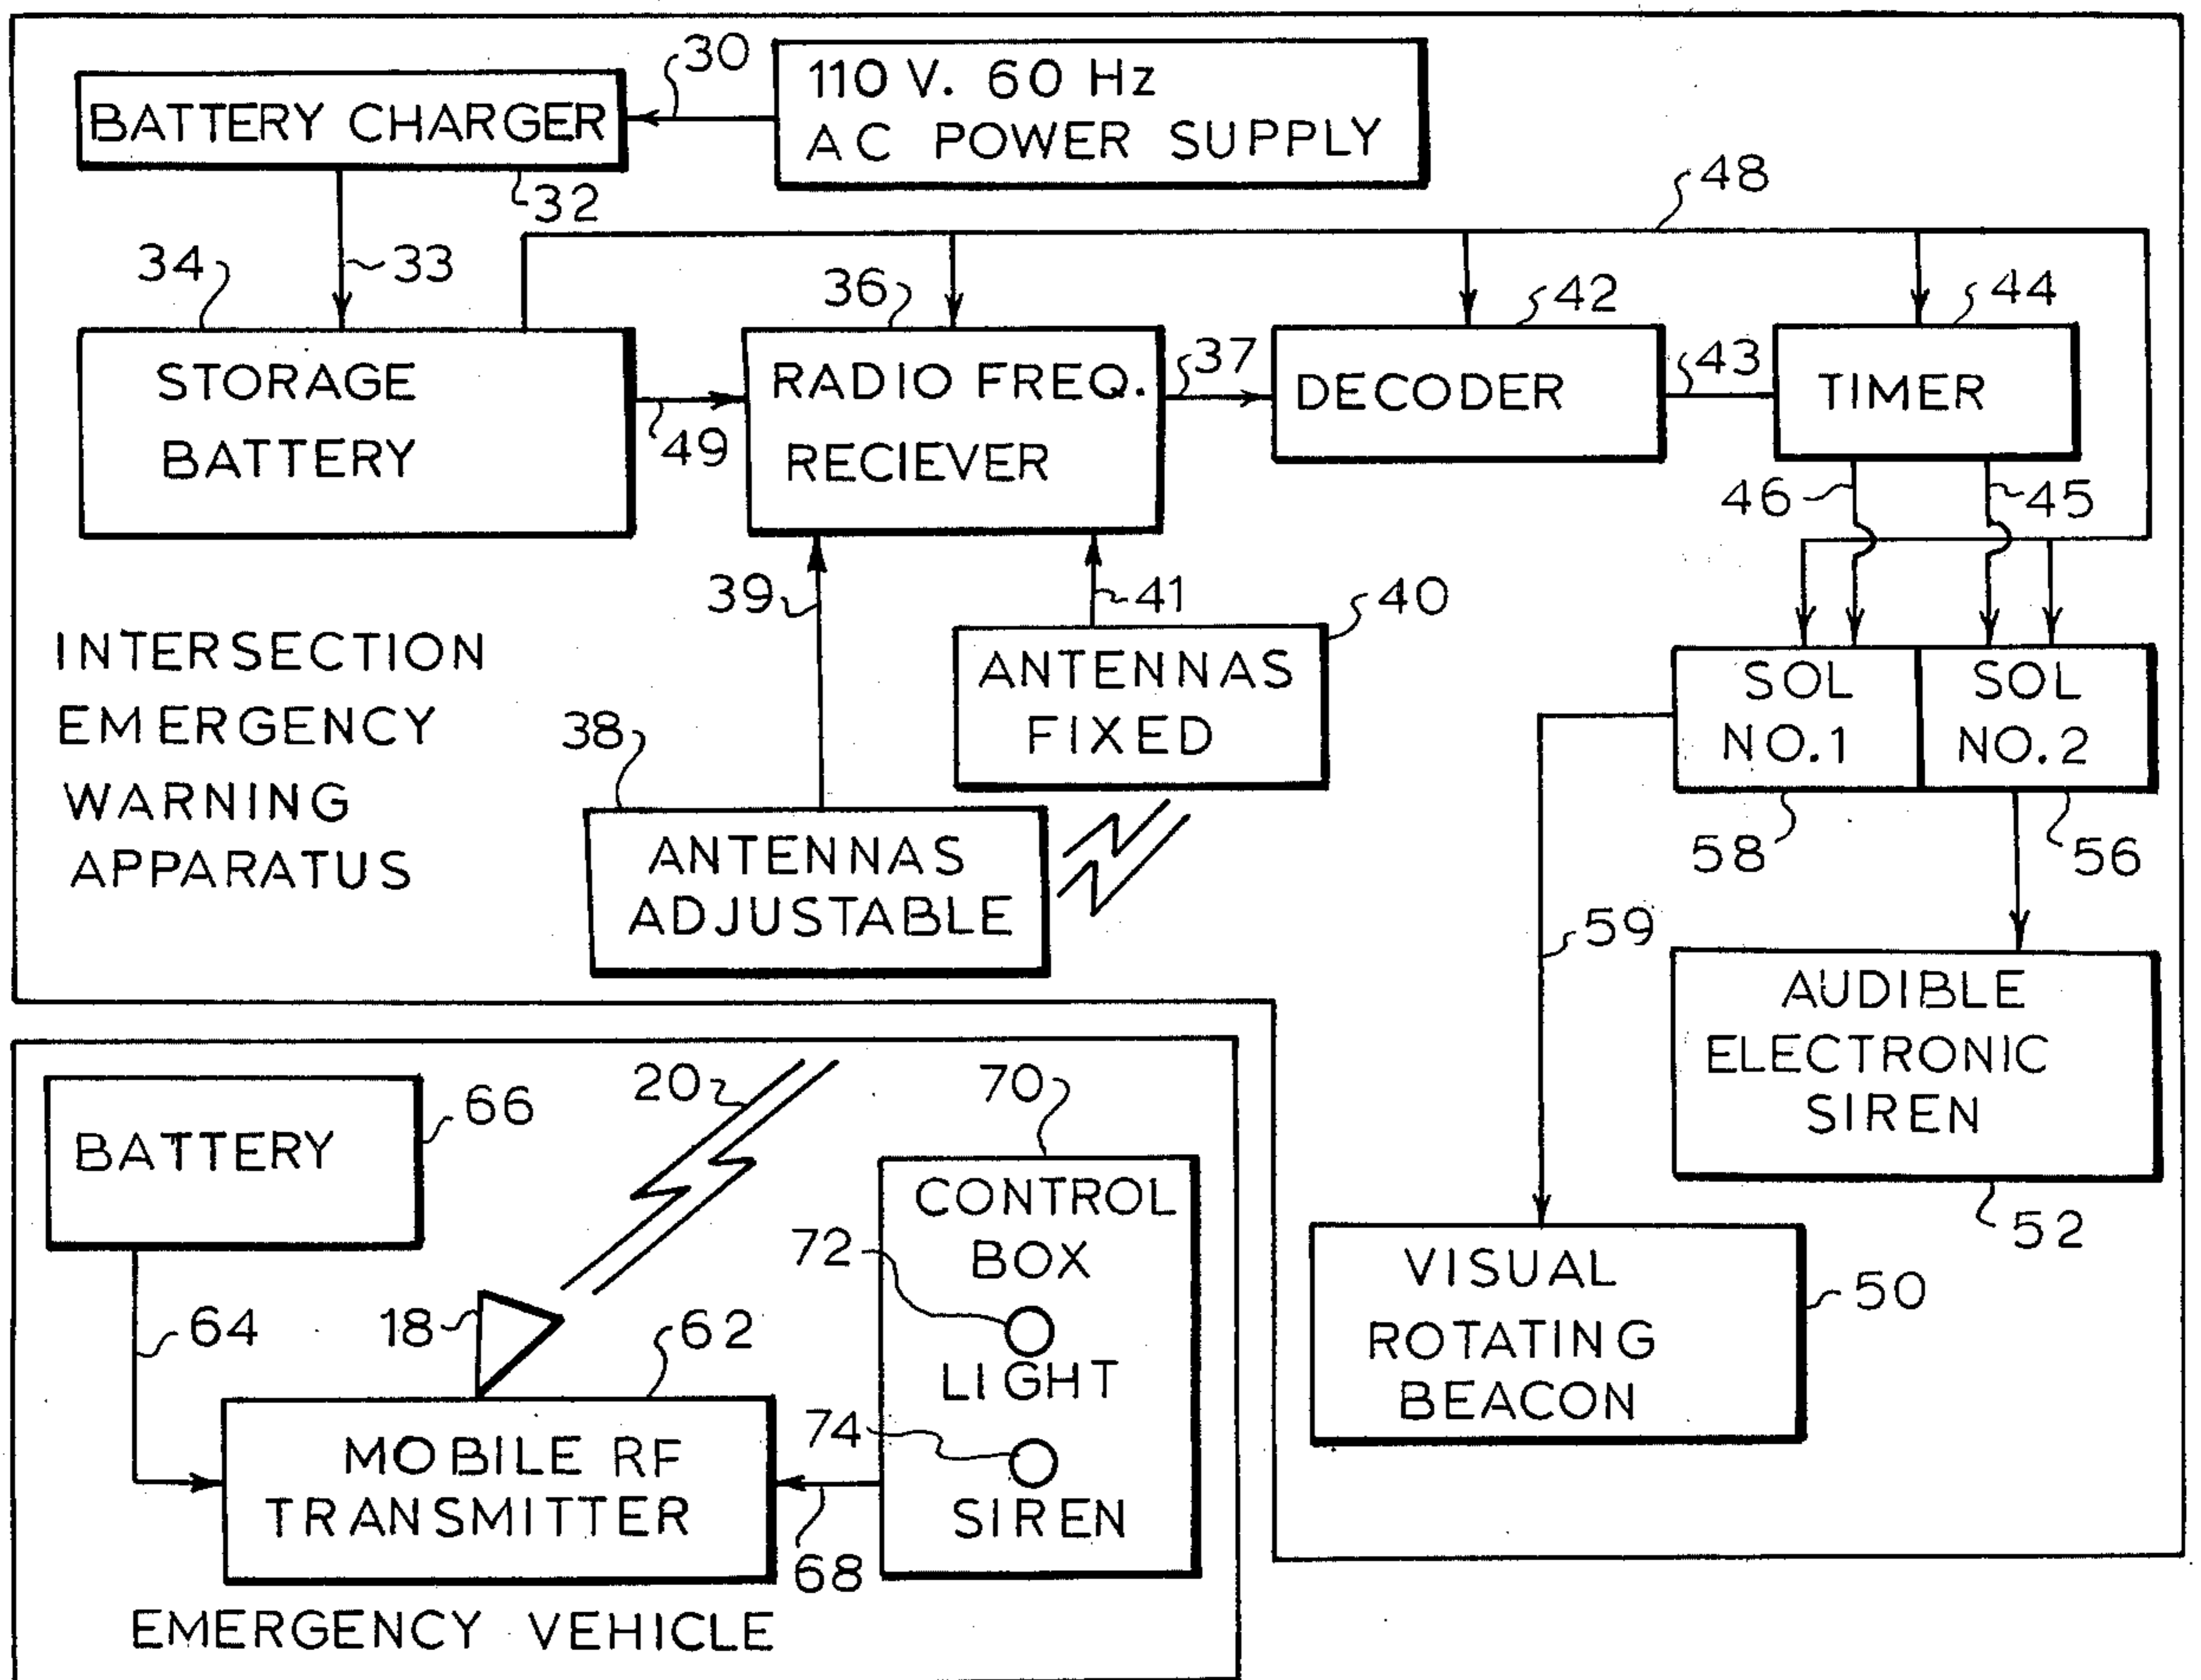 30
110 V. 60 Hz
AC POWER SUPPLY
BATTERY CHARGER
32
48
34
33
36
42
44
STORAGE
BATTERY
49
RADIO FREQ.
RECIEVER
37
DECODER
43
TIMER
46
45
39
41
40
INTERSECTION
EMERGENCY
WARNING
APPARATUS
ANTENNAS
FIXED
38
ANTENNAS
ADJUSTABLE
SOL
NO.1
SOL
NO.2
58
56
59
AUDIBLE
ELECTRONIC
SIREN
52
VISUAL
ROTATING
BEACON
50
BATTERY
66
20
70
CONTROL
BOX
72
LIGHT
74
SIREN
64
18
62
MOBILE RF
TRANSMITTER
68
EMERGENCY VEHICLE